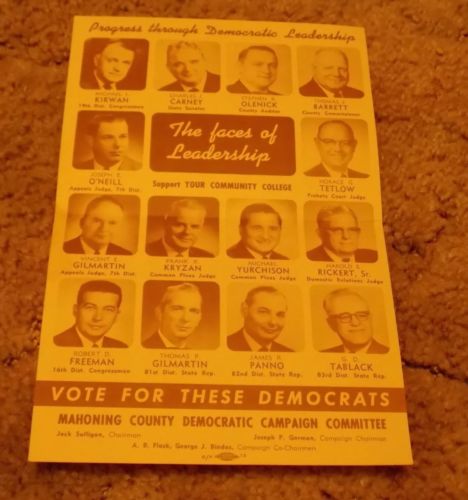 Progress through Democratic Leadership
MICHAEL J.
KIRWAN
19th Dist. Congressman
CHARLES J.
CARNEY
State Senator
STEPHEN R.
OLENICK
County Auditor
THOMAS J.
BARRETT
County Commissioner
JOSEPH E.
O'NEILL
Appeals Judge, 7th Dist.
The faces of
Leadership
Support YOUR COMMUNITY COLLEGE
HORACE G.
TETLOW
Probate Court Judge
VINCENT E.
GILMARTIN
Appeals Judge, 7th Dist.
FRANK X.
KRYZAN
Common Pleas Judge
MICHAEL
YURCHISON
Common Pleas Judge
HAROLD E.
RICKERT, Sr.
Domestic Relations Judge
ROBERT D.
FREEMAN
16th Dist. Congressman
THOMAS P.
GILMARTIN
81st Dist. State Rep.
JAMES R.
PANNO
82nd Dist. State Rep.
G. D.
TABLACK
83rd Dist. State Rep.
VOTE FOR THESE DEMOCRATS
MAHONING COUNTY DEMOCRATIC CAMPAIGN COMMITTEE
Jack Sulligan, Chairman
Joseph P. Gorman, Campaign Chairman
A. B. Flask, George J. Bindas, Campaign Co-Chairmen